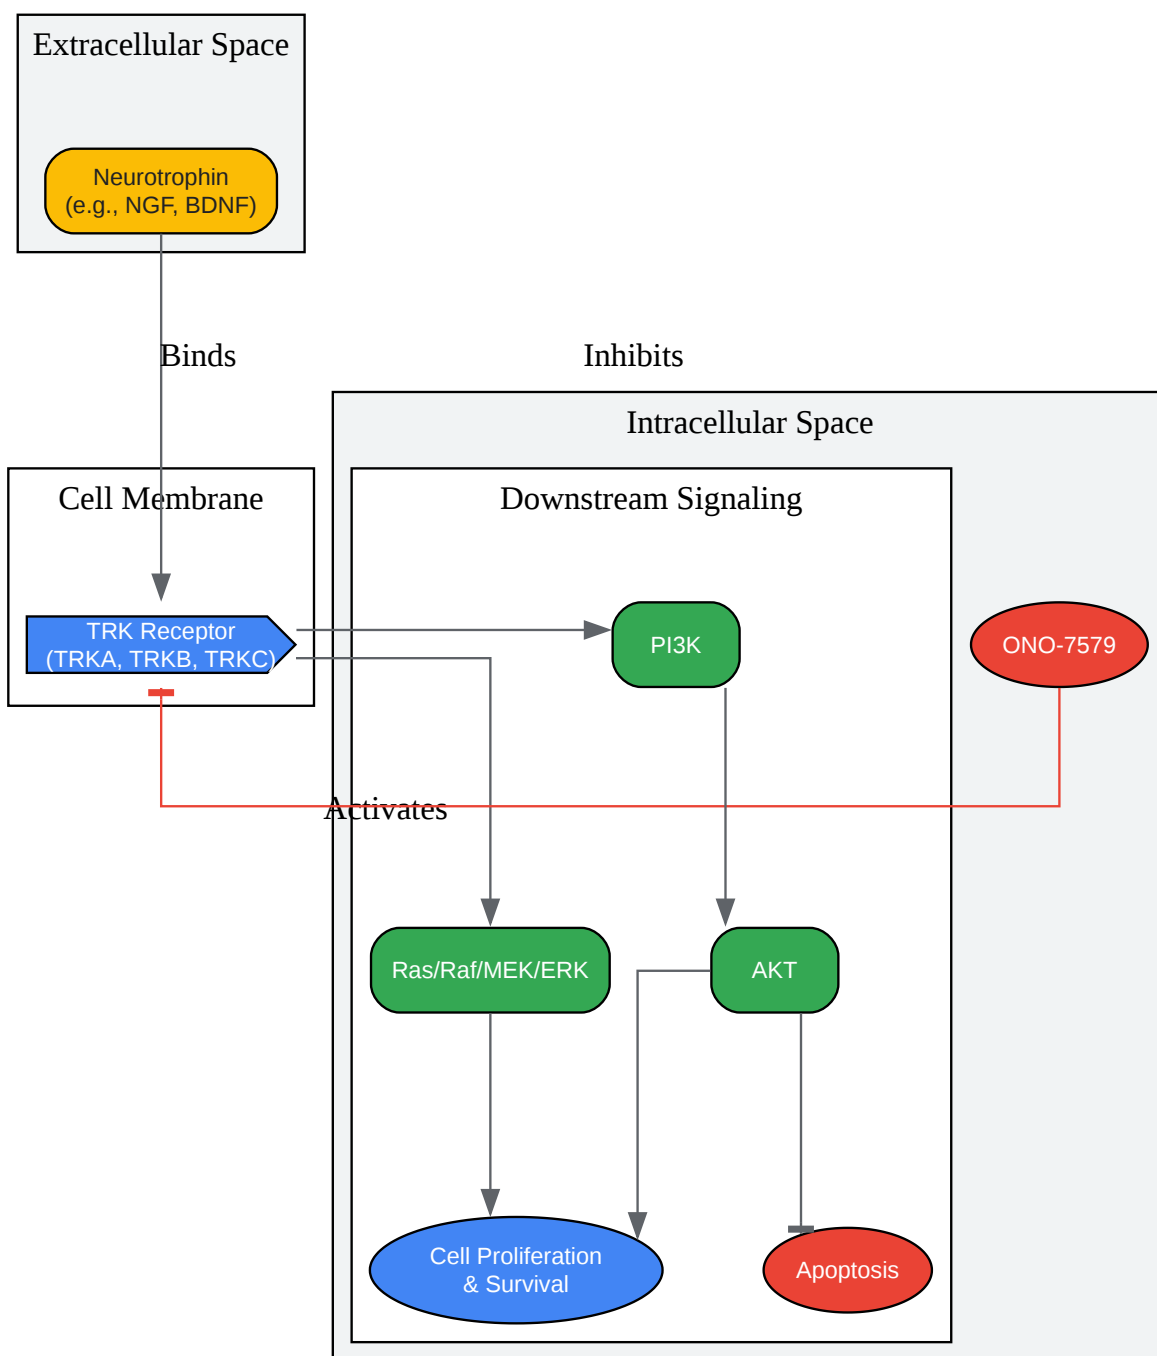 Extracellular Space
Neurotrophin
(e.g., NGF, BDNF)
Binds
Inhibits
Intracellular Space
Cell Membrane
Downstream Signaling
TRK Receptor
(TRKA, TRKB, TRKC)
PI3K
ONO-7579
Activates
Ras/Raf/MEK/ERK
AKT
Cell Proliferation
& Survival
Apoptosis